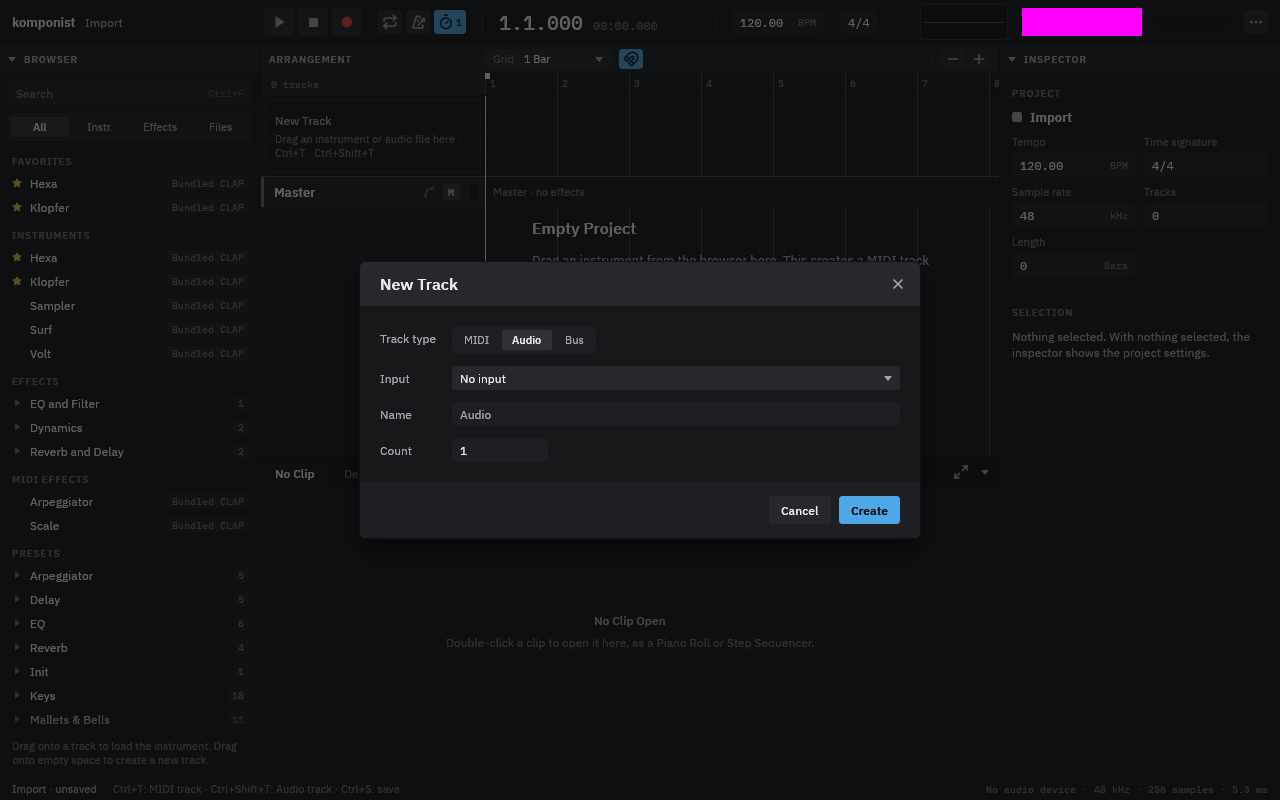 komponist Import
1
1.1.000 00:00.000
120.00 BPM
4/4
BROWSER
Search Ctrl+F
All Instr. Effects Files
FAVORITES
Hexa Bundled CLAP
Klopfer Bundled CLAP
INSTRUMENTS
Hexa Bundled CLAP
Klopfer Bundled CLAP
Sampler Bundled CLAP
Surf Bundled CLAP
Volt Bundled CLAP
EFFECTS
EQ and Filter 1
Dynamics 2
Reverb and Delay 2
MIDI EFFECTS
Arpeggiator Bundled CLAP
Scale Bundled CLAP
PRESETS
Arpeggiator 5
Delay 5
EQ 6
Reverb 4
Init 1
Keys 18
Mallets & Bells 11
Drag onto a track to load the instrument. Drag
onto empty space to create a new track.
ARRANGEMENT
Grid 1 Bar
0 tracks
1 2 3 4 5 6 7 8
New Track
Drag an instrument or audio file here ·
Ctrl+T · Ctrl+Shift+T
Master M
Master · no effects
Empty Project
Drag an instrument from the browser here. This creates a MIDI track
New Track
Track type MIDI Audio Bus
Input No input
Name Audio
Count 1
Cancel Create
No Clip De
No Clip Open
Double-click a clip to open it here, as a Piano Roll or Step Sequencer.
INSPECTOR
PROJECT
Import
Tempo Time signature
120.00 BPM 4/4
Sample rate Tracks
48 kHz 0
Length
0 Bars
SELECTION
Nothing selected. With nothing selected, the
inspector shows the project settings.
Import · unsaved Ctrl+T: MIDI track · Ctrl+Shift+T: Audio track · Ctrl+S: save
No audio device · 48 kHz · 256 samples · 5.3 ms